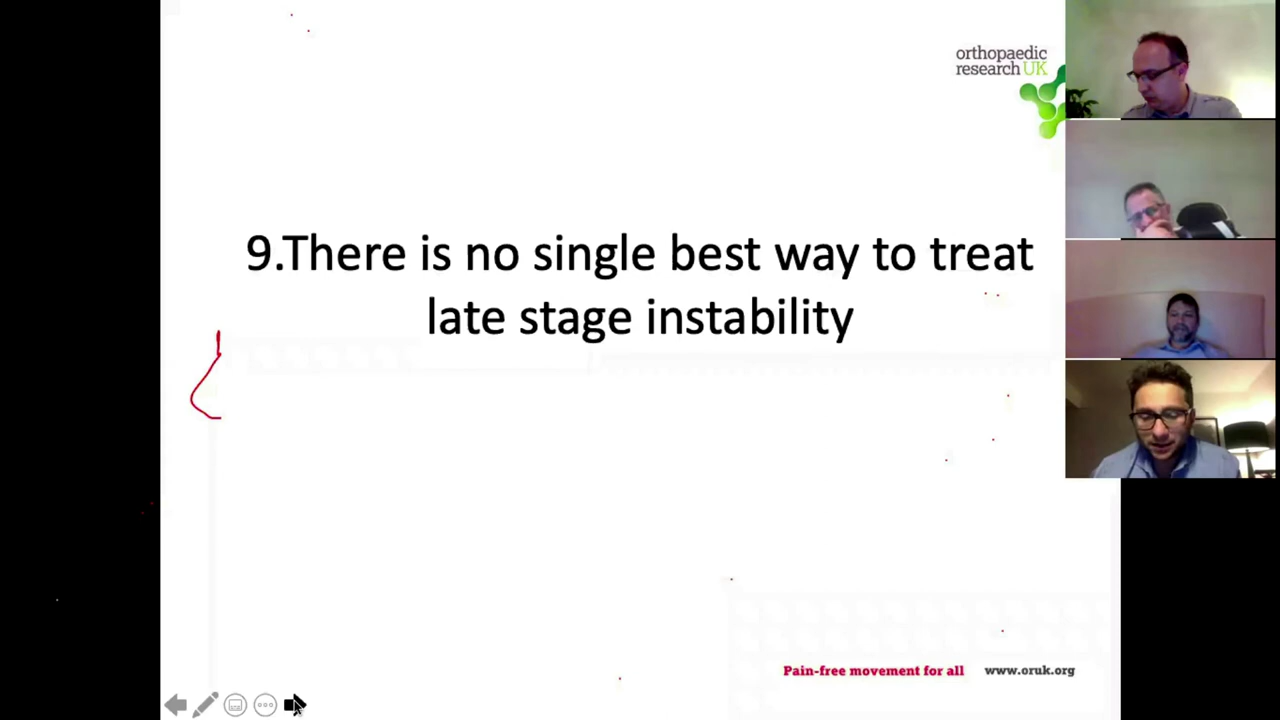 orthopaedic
research UK
9.There is no single best way to treat
late stage instability
Pain-free movement for all www.oruk.org